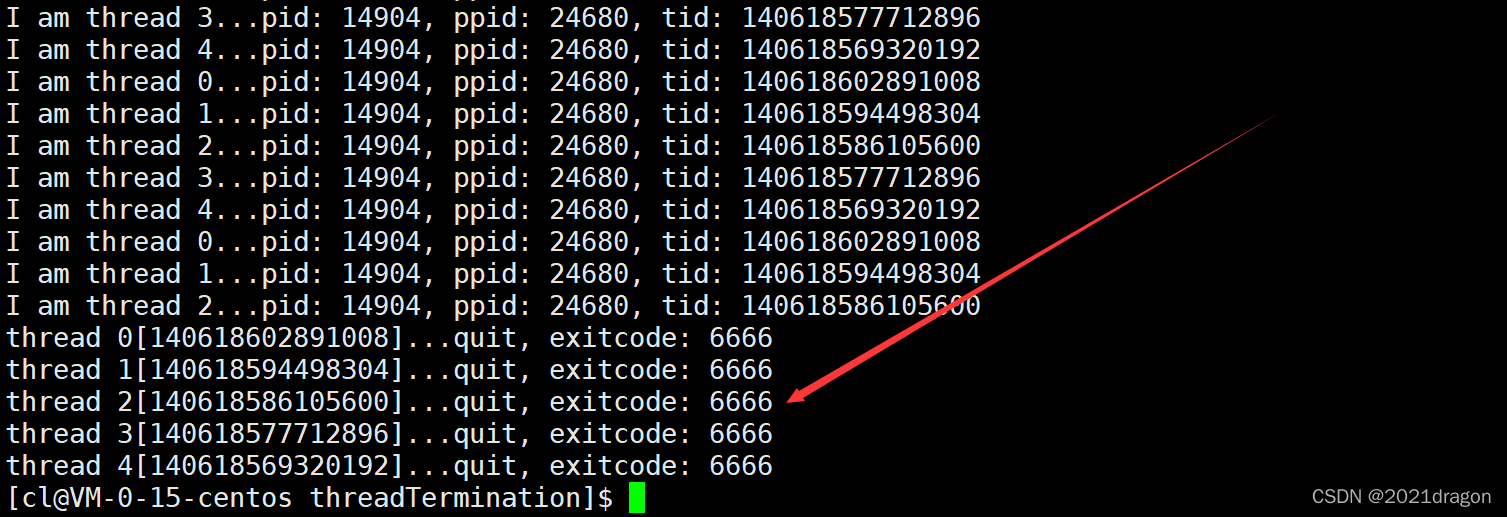 I am thread 3...pid: 14904, ppid: 24680, tid: 140618577712896
I am thread 4...pid: 14904, ppid: 24680, tid: 140618569320192
I am thread 0...pid: 14904, ppid: 24680, tid: 140618602891008
I am thread 1...pid: 14904, ppid: 24680, tid: 140618594498304
I am thread 2...pid: 14904, ppid: 24680, tid: 140618586105600
I am thread 3...pid: 14904, ppid: 24680, tid: 140618577712896
I am thread 4...pid: 14904, ppid: 24680, tid: 140618569320192
I am thread 0...pid: 14904, ppid: 24680, tid: 140618602891008
I am thread 1...pid: 14904, ppid: 24680, tid: 140618594498304
I am thread 2...pid: 14904, ppid: 24680, tid: 140618586105600
thread 0[140618602891008]...quit, exitcode: 6666
thread 1[140618594498304]...quit, exitcode: 6666
thread 2[140618586105600]...quit, exitcode: 6666
thread 3[140618577712896]...quit, exitcode: 6666
thread 4[140618569320192]...quit, exitcode: 6666
[cl@VM-0-15-centos threadTermination]$
CSDN @2021dragon